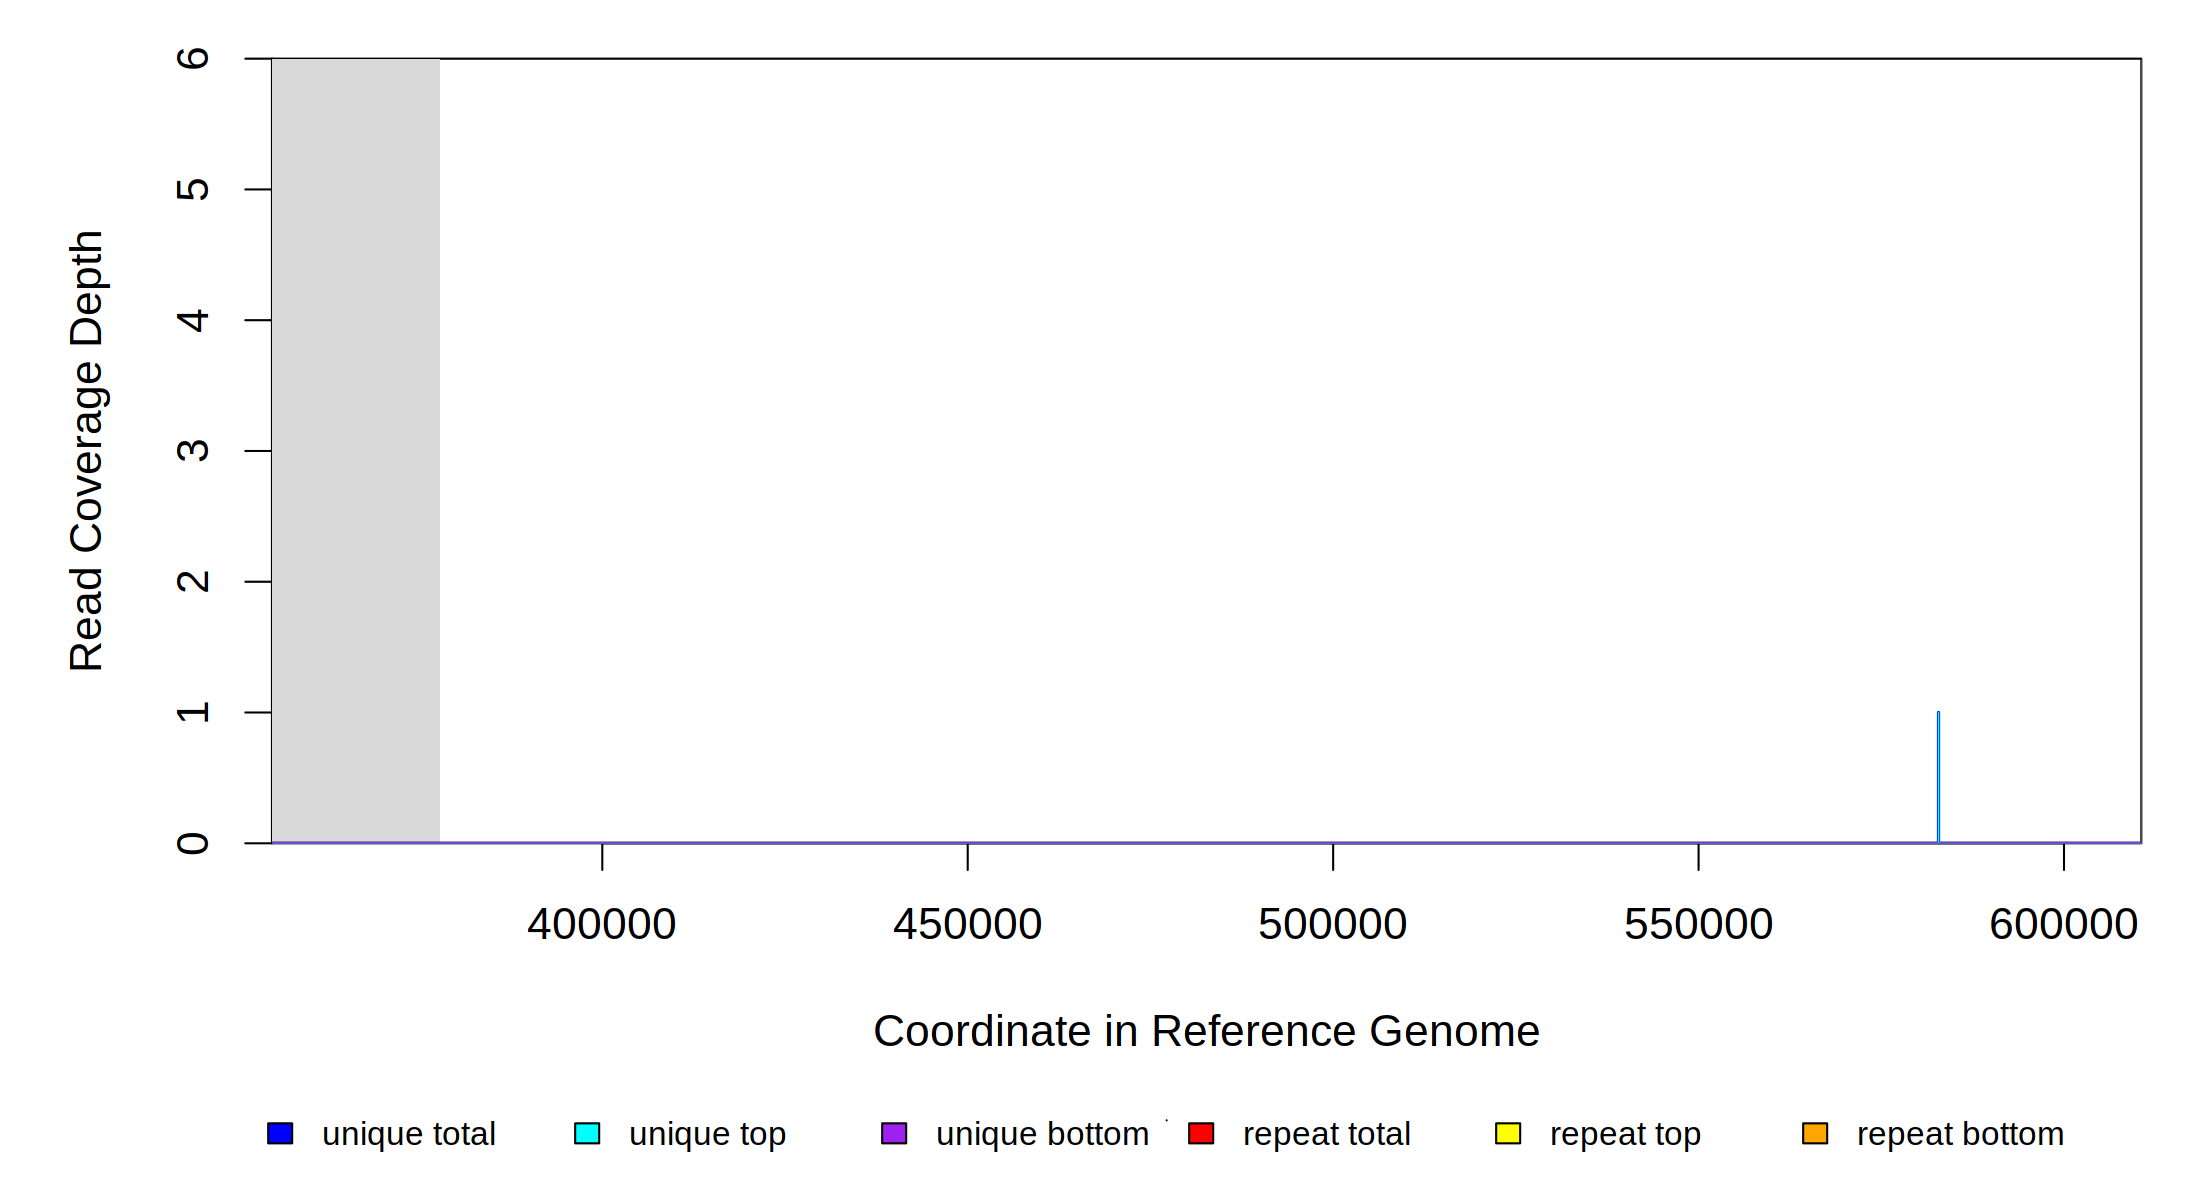 6
5
4
3
2
1
0
Read Coverage Depth
400000 450000 500000 550000 600000
Coordinate in Reference Genome
unique total unique top unique bottom repeat total repeat top repeat bottom